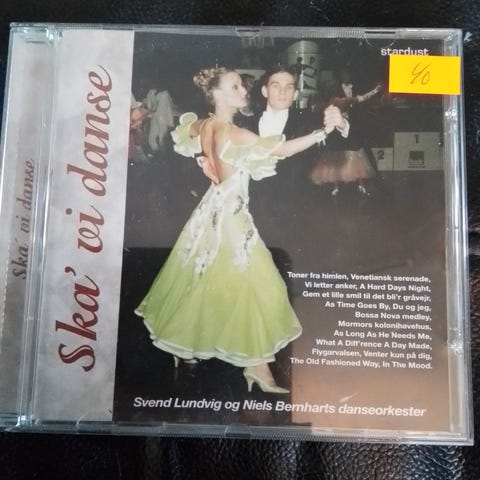 Ska' vi danse
Ska' vi danse
stardust
40
2
1
Toner fra himlen, Venetiansk serenade,
Vi letter anker, A Hard Days Night,
Gem et lille smil til det bli'r gråvejr,
As Time Goes By, Du og jeg,
Bossa Nova medley,
Mormors kolonihavehus,
As Long As He Needs Me,
What A Diff'rence A Day Made,
Flygarvalsen, Venter kun på dig,
The Old Fashioned Way, In The Mood.
Svend Lundvig og Niels Bernharts danseorkester